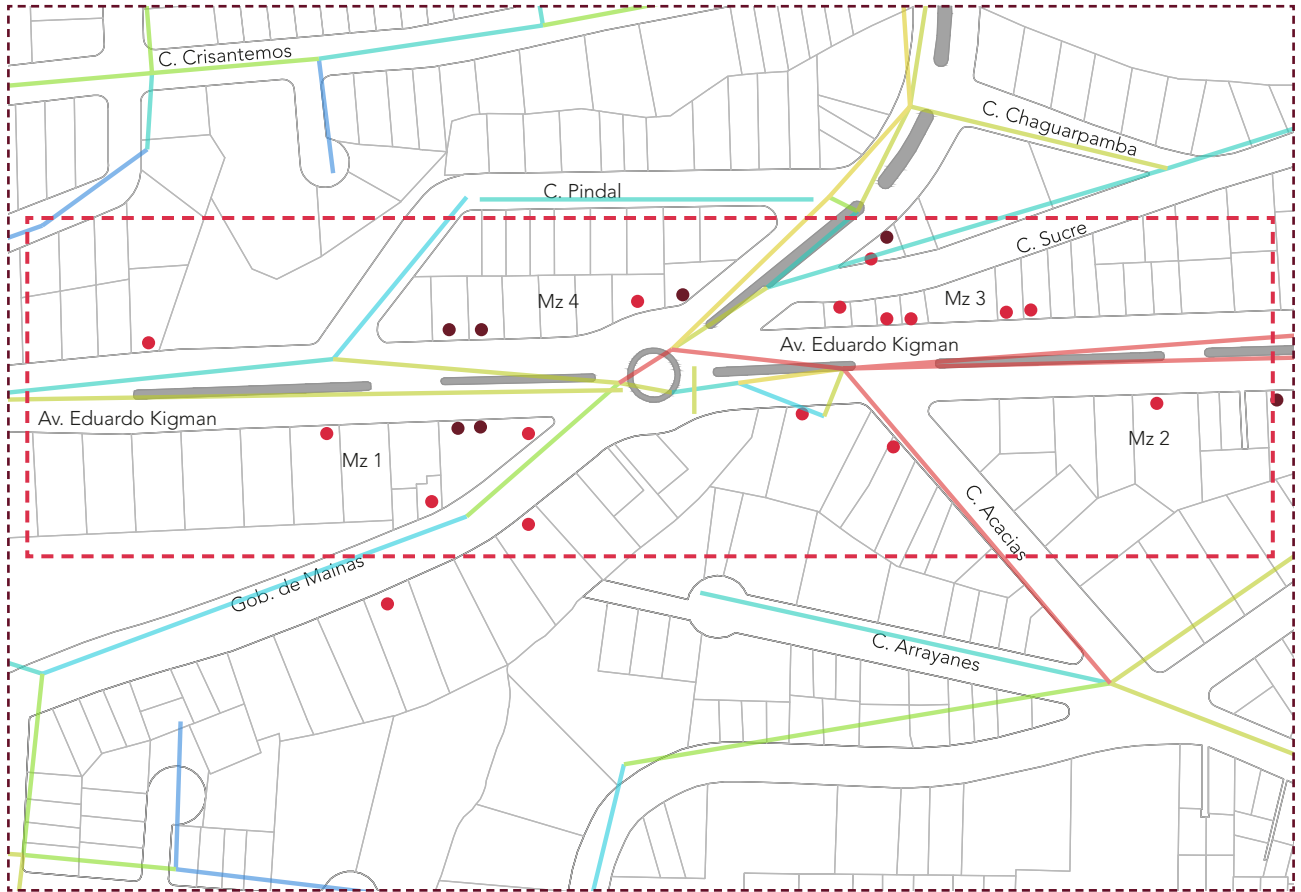 C. Crisantemos
C. Chaguarpamba
C. Pindal
C. Sucre
Mz 4
Mz 3
Av. Eduardo Kigman
Av. Eduardo Kigman
Mz 1
Mz 2
C. Acacias
Gob. de Mainas
C. Arrayanes